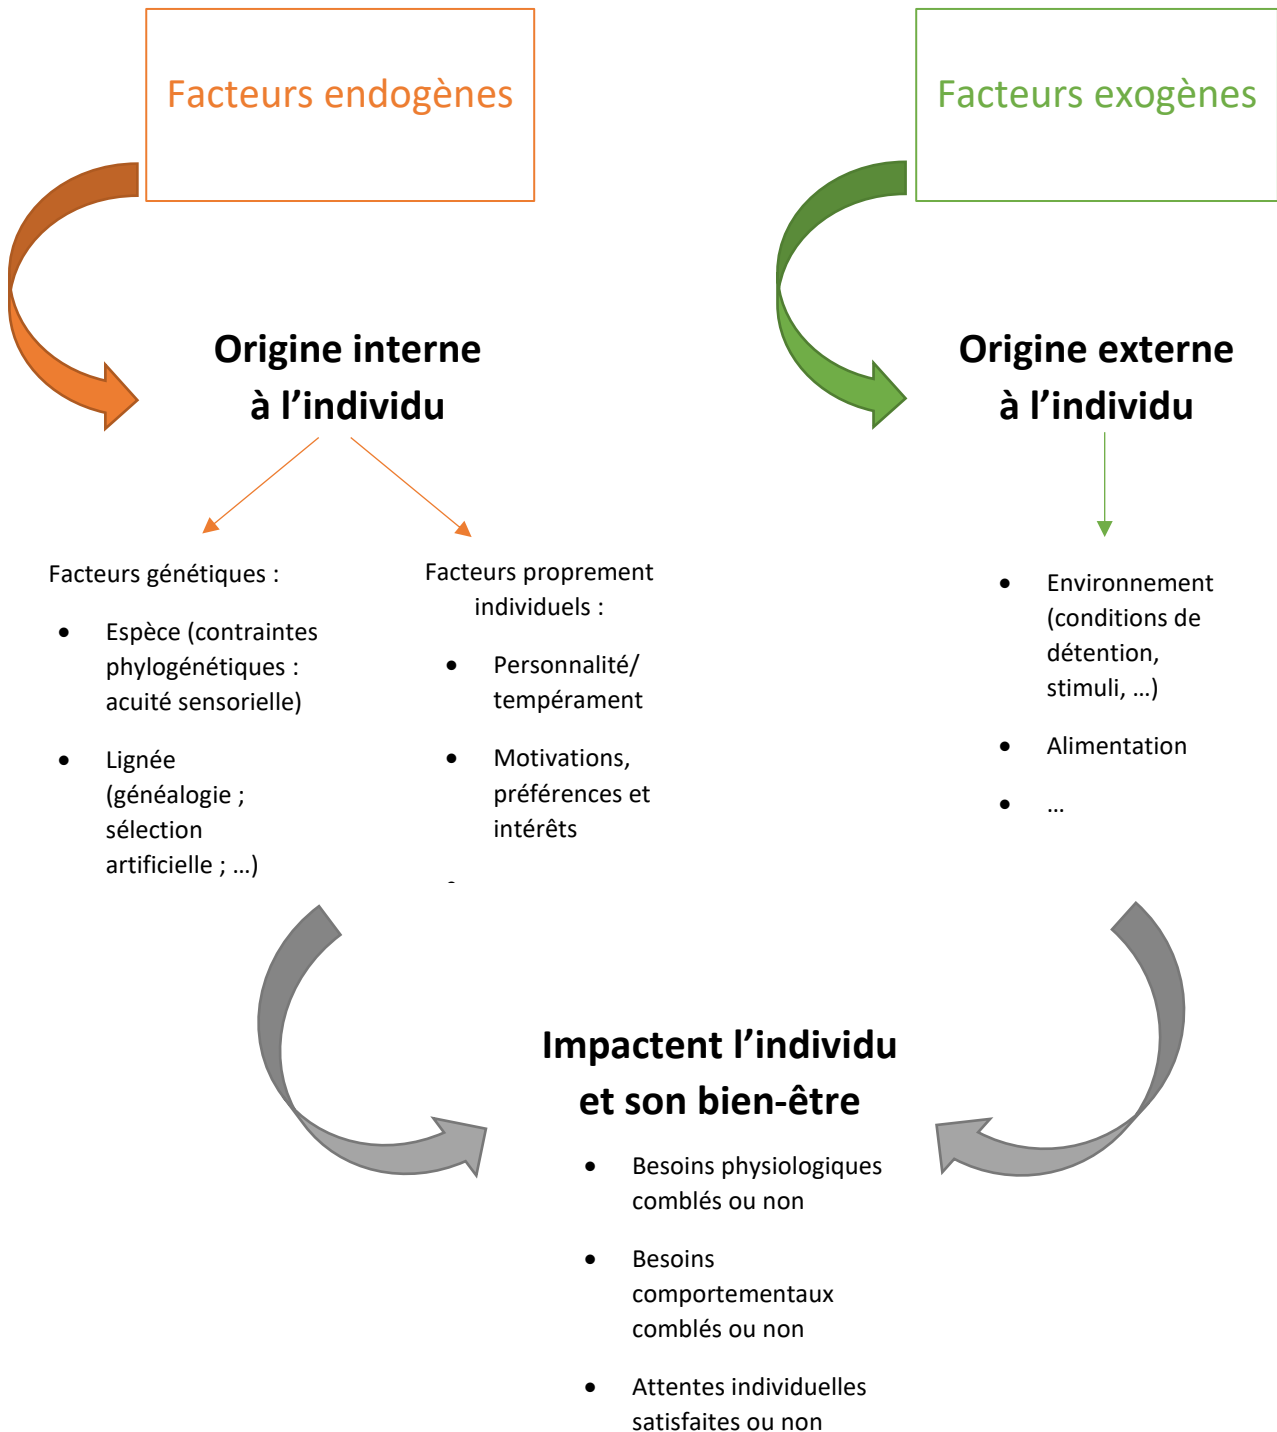 Facteurs endogènes
Facteurs exogènes
Origine interne
à l’individu
Origine externe
à l’individu
Facteurs génétiques :
• Espèce (contraintes
phylogénétiques :
acuité sensorielle)
• Lignée
(généalogie ;
sélection
artificielle ; …)
Facteurs proprement
individuels :
• Personnalité/
tempérament
• Motivations,
préférences et
intérêts
• Environnement
(conditions de
détention,
stimuli, …)
• Alimentation
• …
Impactent l’individu
et son bien-être
• Besoins physiologiques
comblés ou non
• Besoins
comportementaux
comblés ou non
• Attentes individuelles
satisfaites ou non